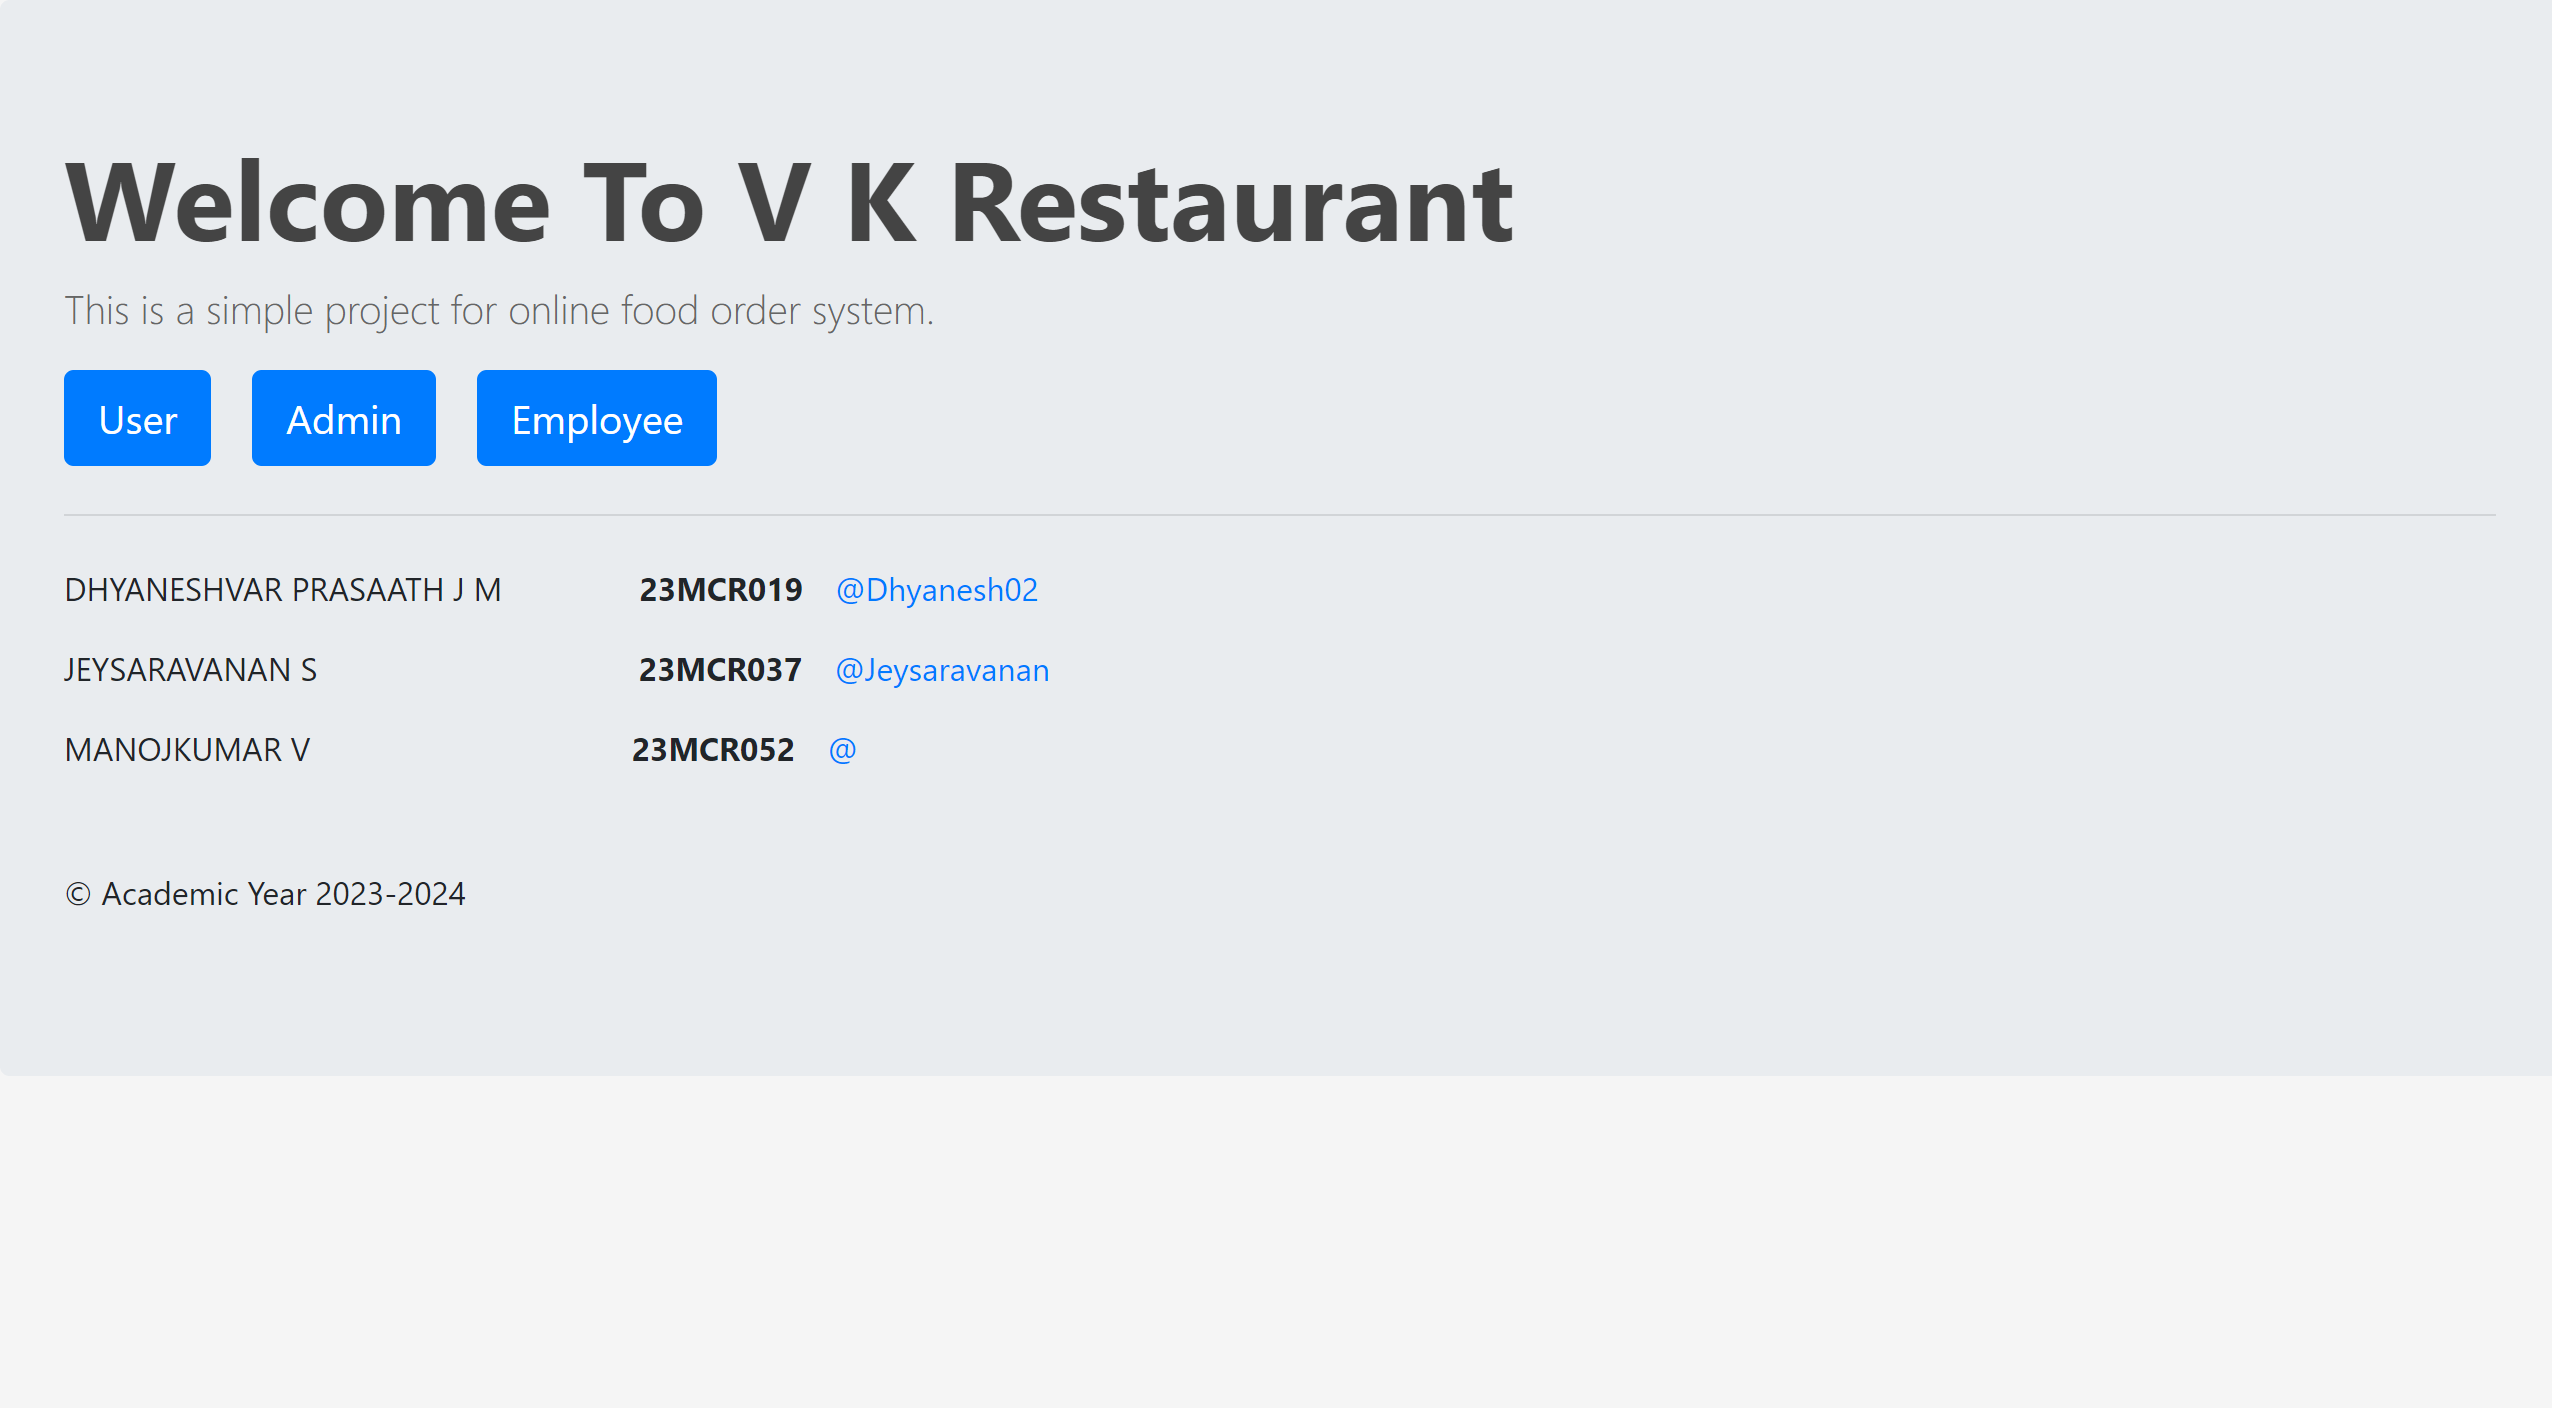 Welcome To V K Restaurant
This is a simple project for online food order system.
User Admin Employee
DHYANESHVAR PRASAATH J M 23MCR019 @Dhyanesh02
JEYSARAVANAN S 23MCR037 @Jeysaravanan
MANOJKUMAR V 23MCR052 @
© Academic Year 2023-2024